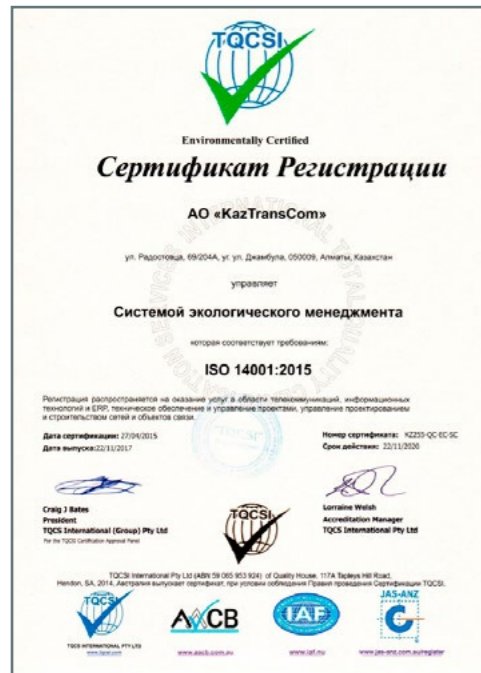 TQCSI
Environmentally Certified
Сертификат Регистрации
АО «KazTransCom»
ул. Радостовца, 69/204А, уг. ул. Джамбула, 050009, Алматы, Казахстан
управляет
Системой экологического менеджмента
которая соответствует требованиям:
ISO 14001:2015
Регистрация распространяется на оказание услуг в области телекоммуникаций, информационных
технологий и ERP, техническое обеспечение и управление проектами, управление проектированием
и строительством сетей и объектов связи.
Дата сертификации: 27/04/2015
Номер сертификата: KZ255-QC-EC-SC
Дата выпуска:22/11/2017
Срок действия: 22/11/2020
Craig J Bates
President
TQCS International (Group) Pty Ltd
For the TQCSI Certification Approval Panel
TQCSI
Lorraine Welsh
Accreditation Manager
TQCS International Pty Ltd
TQCSI International Pty Ltd (ABN 59 065 953 924) of Quality House, 117A Tapleys Hill Road,
Hendon, SA, 2014, Австралия выпускает сертификат, при условии соблюдения Правил проведения Сертификации TQCSI.
TQCSI
TQCS INTERNATIONAL PTY LTD
www.tqcsi.com
AACB
www.aacb.com.au
IAF
www.iaf.nu
JAS-ANZ
C
www.jas-anz.com.au/register